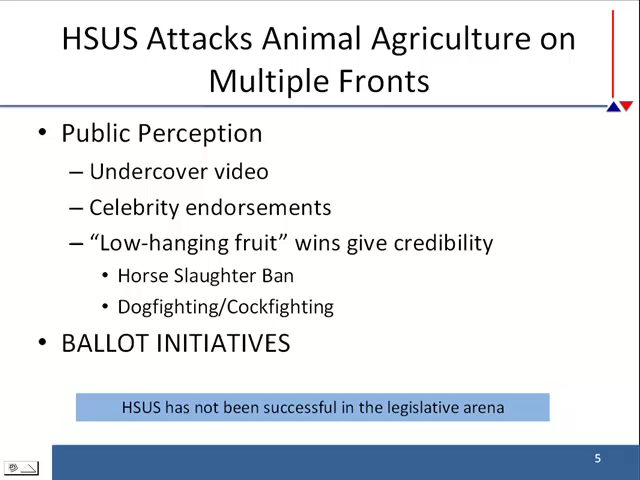 HSUS Attacks Animal Agriculture on
Multiple Fronts
• Public Perception
– Undercover video
– Celebrity endorsements
– “Low-hanging fruit” wins give credibility
• Horse Slaughter Ban
• Dogfighting/Cockfighting
• BALLOT INITIATIVES
HSUS has not been successful in the legislative arena
5